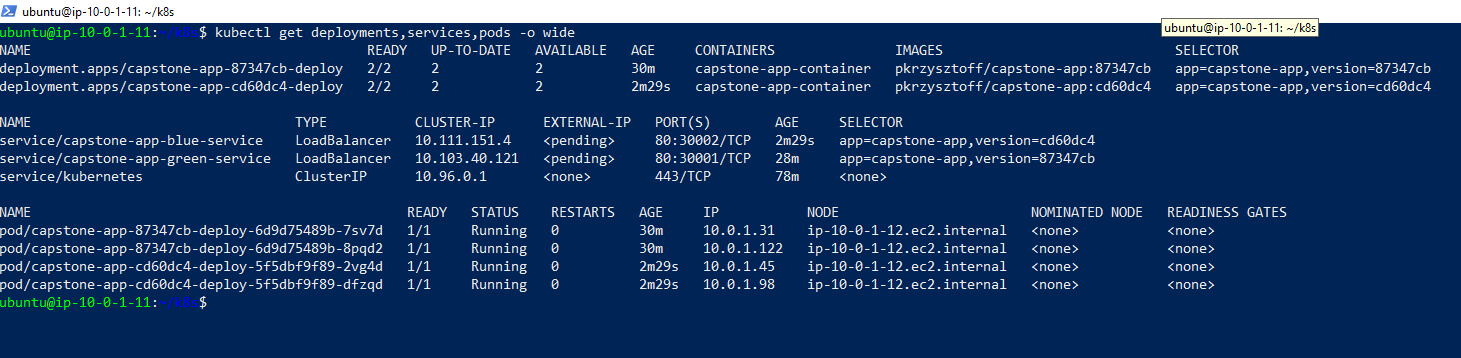 ubuntu@ip-10-0-1-11: ~/k8s
ubuntu@ip-10-0-1-11:~/k8s$ kubectl get deployments,services,pods -o wide
ubuntu@ip-10-0-1-11: ~/k8s
NAME READY UP-TO-DATE AVAILABLE AGE CONTAINERS IMAGES SELECTOR
deployment.apps/capstone-app-87347cb-deploy 2/2 2 2 30m capstone-app-container pkrzysztoff/capstone-app:87347cb app=capstone-app,version=87347cb
deployment.apps/capstone-app-cd60dc4-deploy 2/2 2 2 2m29s capstone-app-container pkrzysztoff/capstone-app:cd60dc4 app=capstone-app,version=cd60dc4
NAME TYPE CLUSTER-IP EXTERNAL-IP PORT(S) AGE SELECTOR
service/capstone-app-blue-service LoadBalancer 10.111.151.4 <pending> 80:30002/TCP 2m29s app=capstone-app,version=cd60dc4
service/capstone-app-green-service LoadBalancer 10.103.40.121 <pending> 80:30001/TCP 28m app=capstone-app,version=87347cb
service/kubernetes ClusterIP 10.96.0.1 <none> 443/TCP 78m <none>
NAME READY STATUS RESTARTS AGE IP NODE NOMINATED NODE READINESS GATES
pod/capstone-app-87347cb-deploy-6d9d75489b-7sv7d 1/1 Running 0 30m 10.0.1.31 ip-10-0-1-12.ec2.internal <none> <none>
pod/capstone-app-87347cb-deploy-6d9d75489b-8pqd2 1/1 Running 0 30m 10.0.1.122 ip-10-0-1-12.ec2.internal <none> <none>
pod/capstone-app-cd60dc4-deploy-5f5dbf9f89-2vg4d 1/1 Running 0 2m29s 10.0.1.45 ip-10-0-1-12.ec2.internal <none> <none>
pod/capstone-app-cd60dc4-deploy-5f5dbf9f89-dfzqd 1/1 Running 0 2m29s 10.0.1.98 ip-10-0-1-12.ec2.internal <none> <none>
ubuntu@ip-10-0-1-11:~/k8s$